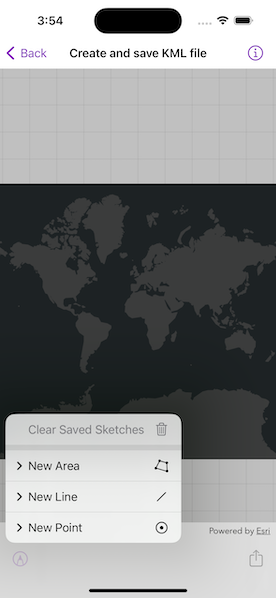 3:54
Back
Create and save KML file
Clear Saved Sketches
New Area
New Line
New Point
Powered by Esri